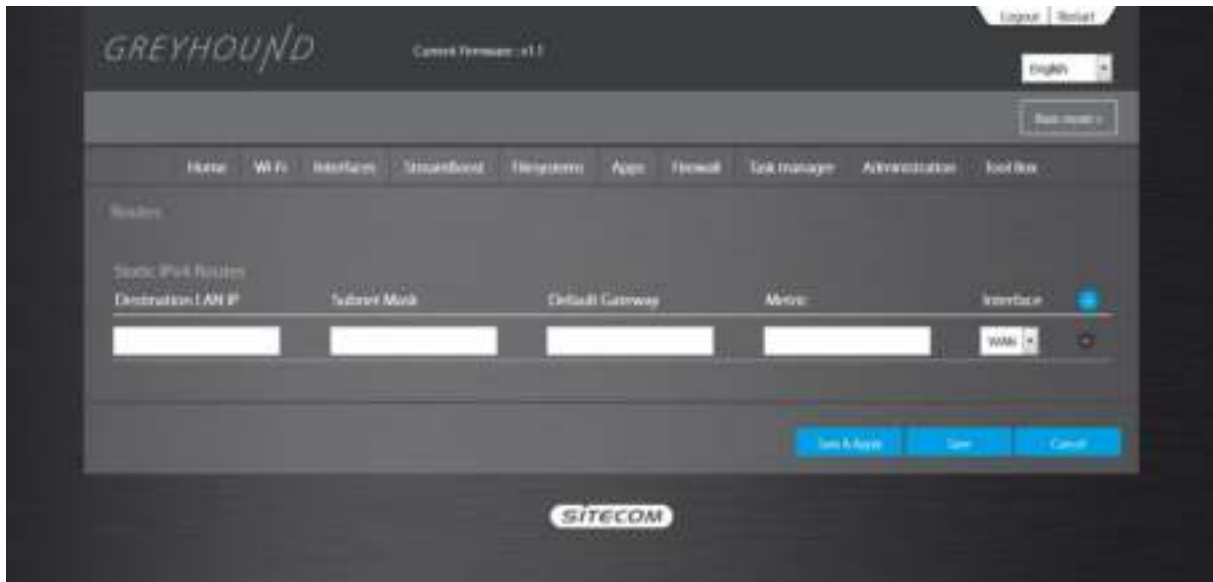 Logout Restart
GREYHOUND
Current Firmware : v1.1
English
Basic mode »
Home Wi-Fi Interfaces StreamBoost Filesystems Apps Firewall Task manager Administration Tool Box
Routes
Static IPv4 Routes
Destination LAN IP Subnet Mask Default Gateway Metric Interface
WAN
Save & Apply Save Cancel
SITECOM